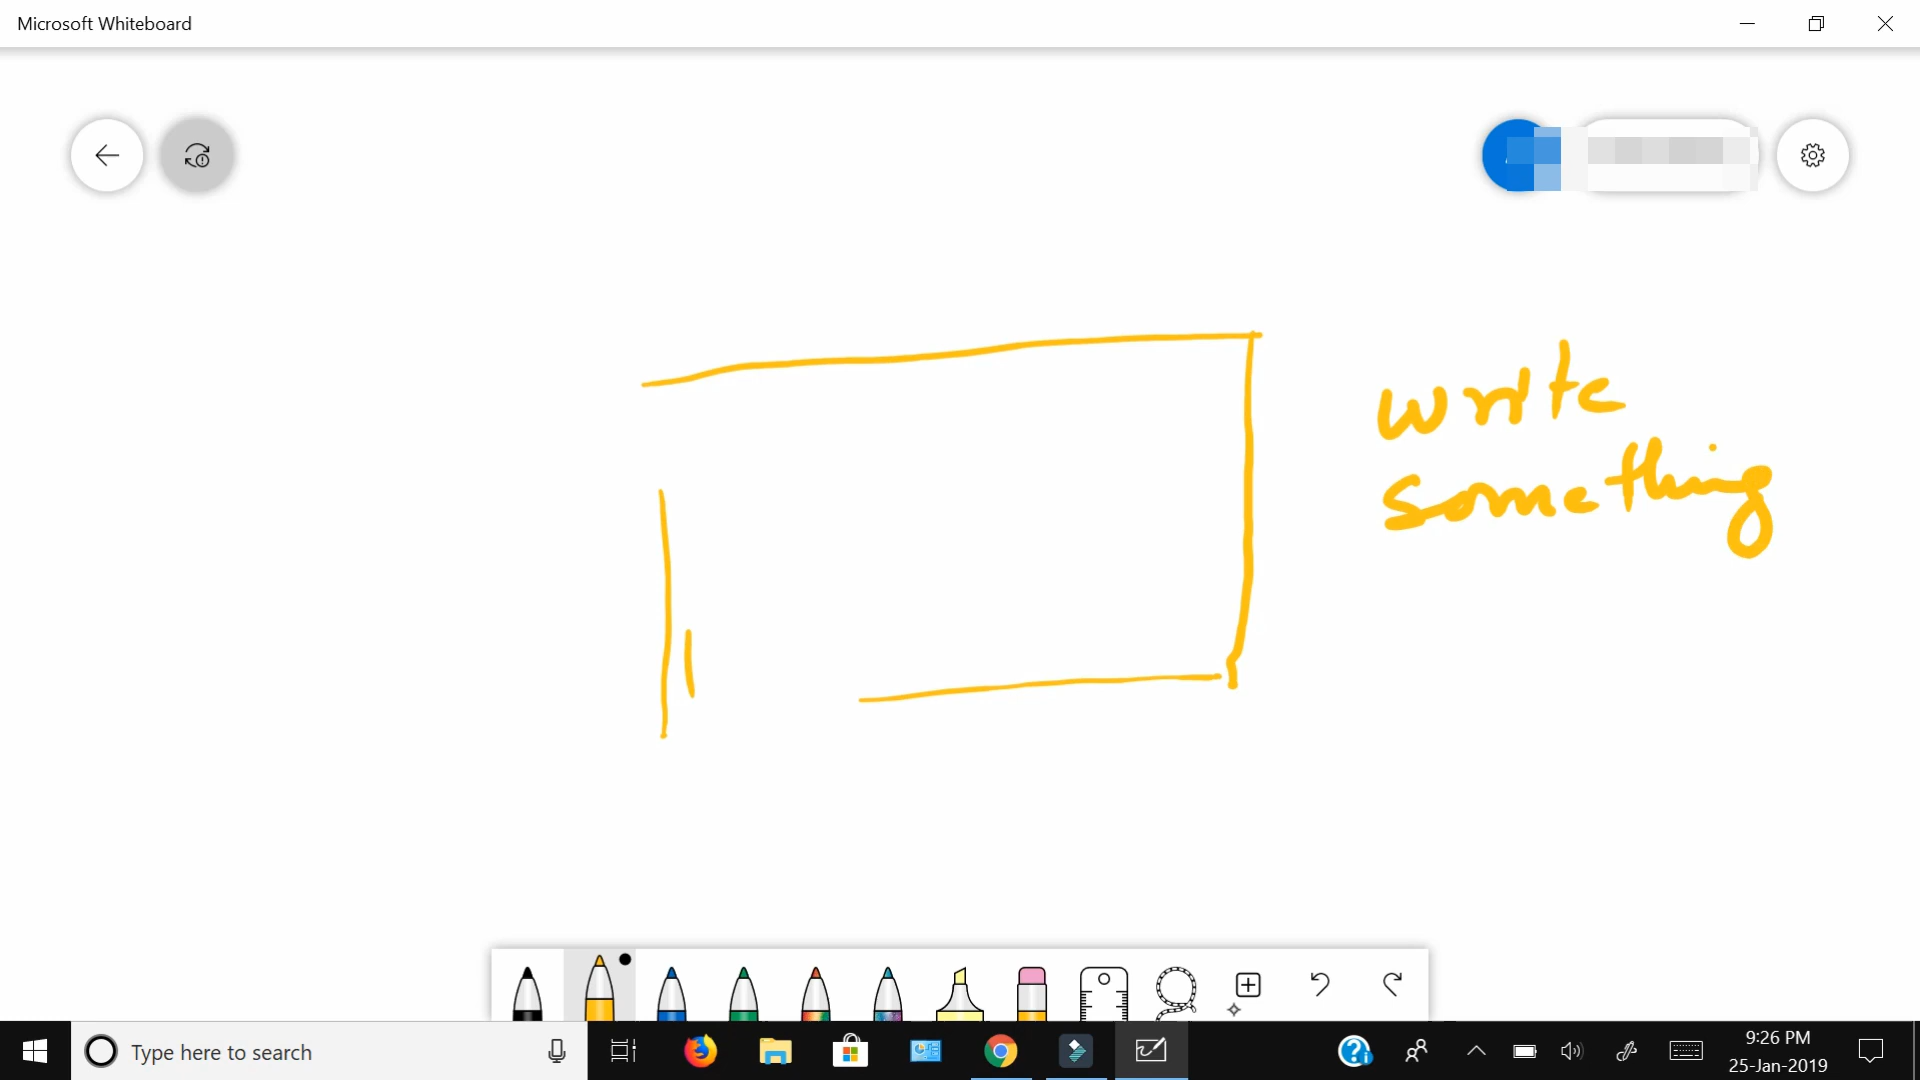 Microsoft Whiteboard
write
something
Type here to search
9:26 PM
25-Jan-2019